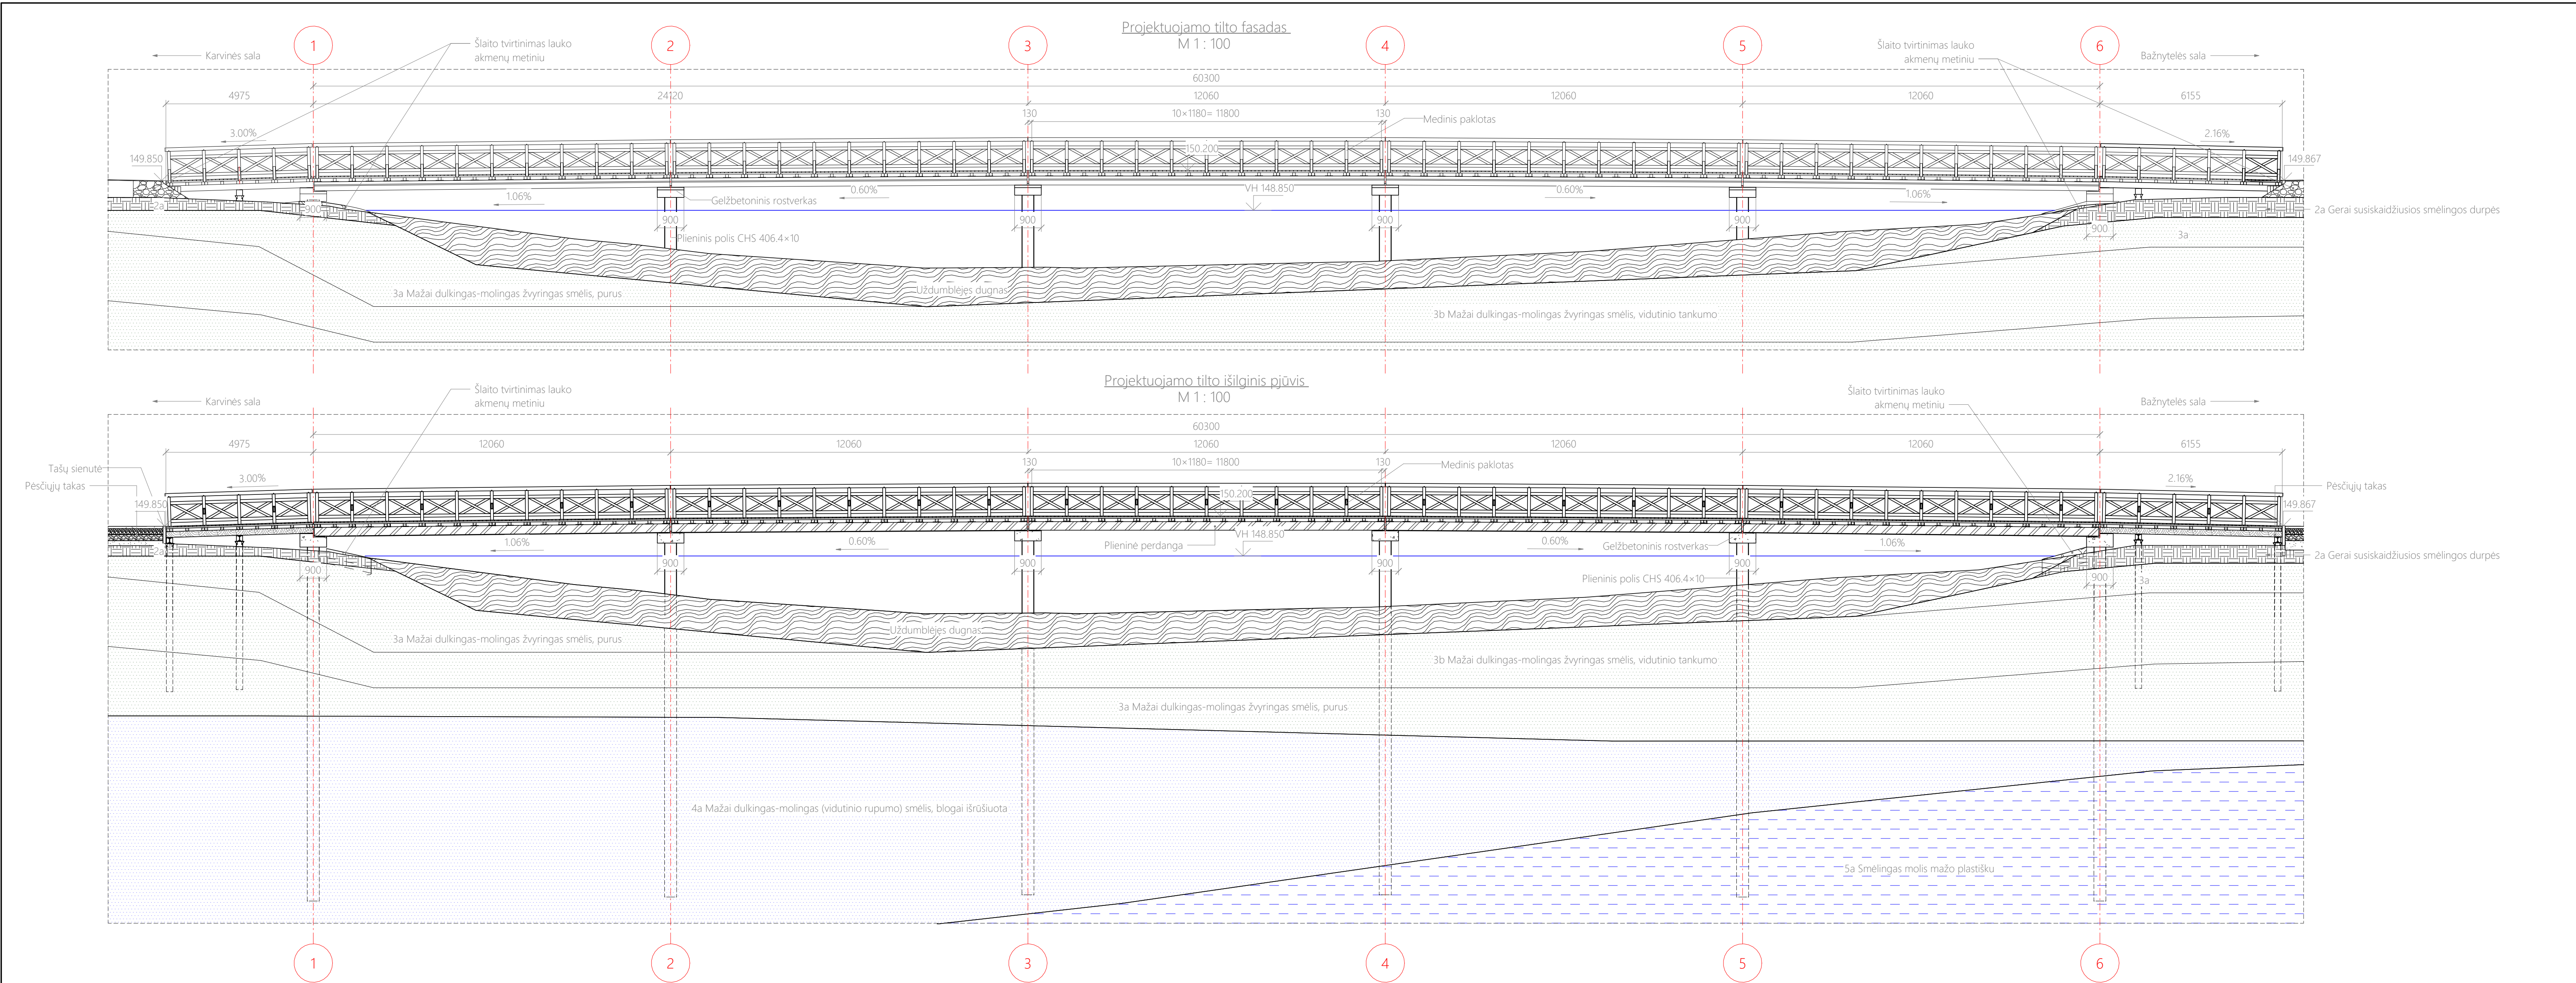 Projektuojamo tilto fasadas
M 1 : 100
1
2
3
4
5
6
Karvinės sala
Šlaito tvirtinimas lauko
akmenų metiniu
Šlaito tvirtinimas lauko
akmenų metiniu
Bažnytelės sala
60300
4975
24120
12060
12060
12060
6155
130
10×1180= 11800
130
Medinis paklotas
3.00%
2.16%
149.850
150.200
149.867
VH 148.850
1.06%
0.60%
0.60%
1.06%
Gelžbetoninis rostverkas
2a
900
900
900
900
900
900
2a Gerai susiskaidžiusios smėlingos durpės
Plieninis polis CHS 406.4×10
3a
Uždumblėjęs dugnas
3a Mažai dulkingas-molingas žvyringas smėlis, purus
3b Mažai dulkingas-molingas žvyringas smėlis, vidutinio tankumo
Projektuojamo tilto išilginis pjūvis
M 1 : 100
Karvinės sala
Šlaito tvirtinimas lauko
akmenų metiniu
Šlaito tvirtinimas lauko
akmenų metiniu
Bažnytelės sala
60300
4975
12060
12060
12060
12060
12060
6155
130
10×1180= 11800
130
Medinis paklotas
Tašų sienutė
Pėsčiųjų takas
3.00%
2.16%
Pėsčiųjų takas
149.850
150.200
149.867
VH 148.850
1.06%
0.60%
Plieninė perdanga
0.60%
Gelžbetoninis rostverkas
1.06%
2a
2a Gerai susiskaidžiusios smėlingos durpės
900
900
900
900
900
900
Plieninis polis CHS 406.4×10
3a
Uždumblėjęs dugnas
3a Mažai dulkingas-molingas žvyringas smėlis, purus
3b Mažai dulkingas-molingas žvyringas smėlis, vidutinio tankumo
3a Mažai dulkingas-molingas žvyringas smėlis, purus
4a Mažai dulkingas-molingas (vidutinio rupumo) smėlis, blogai išrūšiuota
5a Smėlingas molis mažo plastišku
1
2
3
4
5
6